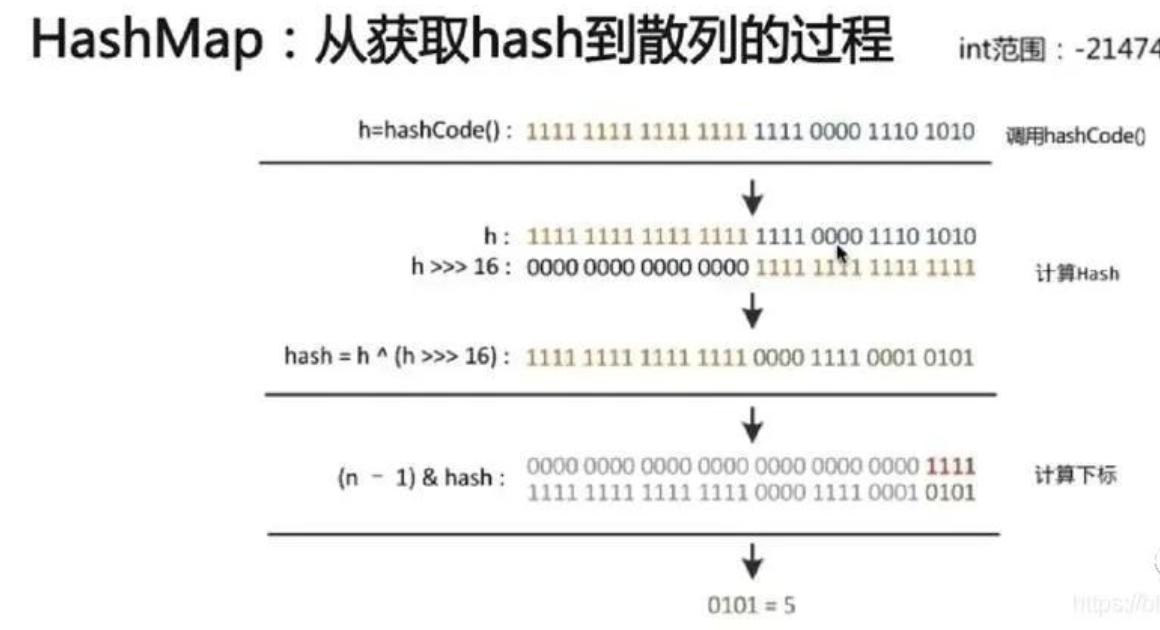 HashMap：从获取hash到散列的过程 int范围：-21474
h=hashCode()： 1111 1111 1111 1111 1111 0000 1110 1010 调用hashCode()
h： 1111 1111 1111 1111 1111 0000 1110 1010
h >>> 16： 0000 0000 0000 0000 1111 1111 1111 1111 计算Hash
hash = h ^ (h >>> 16)： 1111 1111 1111 1111 0000 1111 0001 0101
(n － 1) & hash： 0000 0000 0000 0000 0000 0000 0000 1111 计算下标
1111 1111 1111 1111 0000 1111 0001 0101
0101 = 5
https://bl